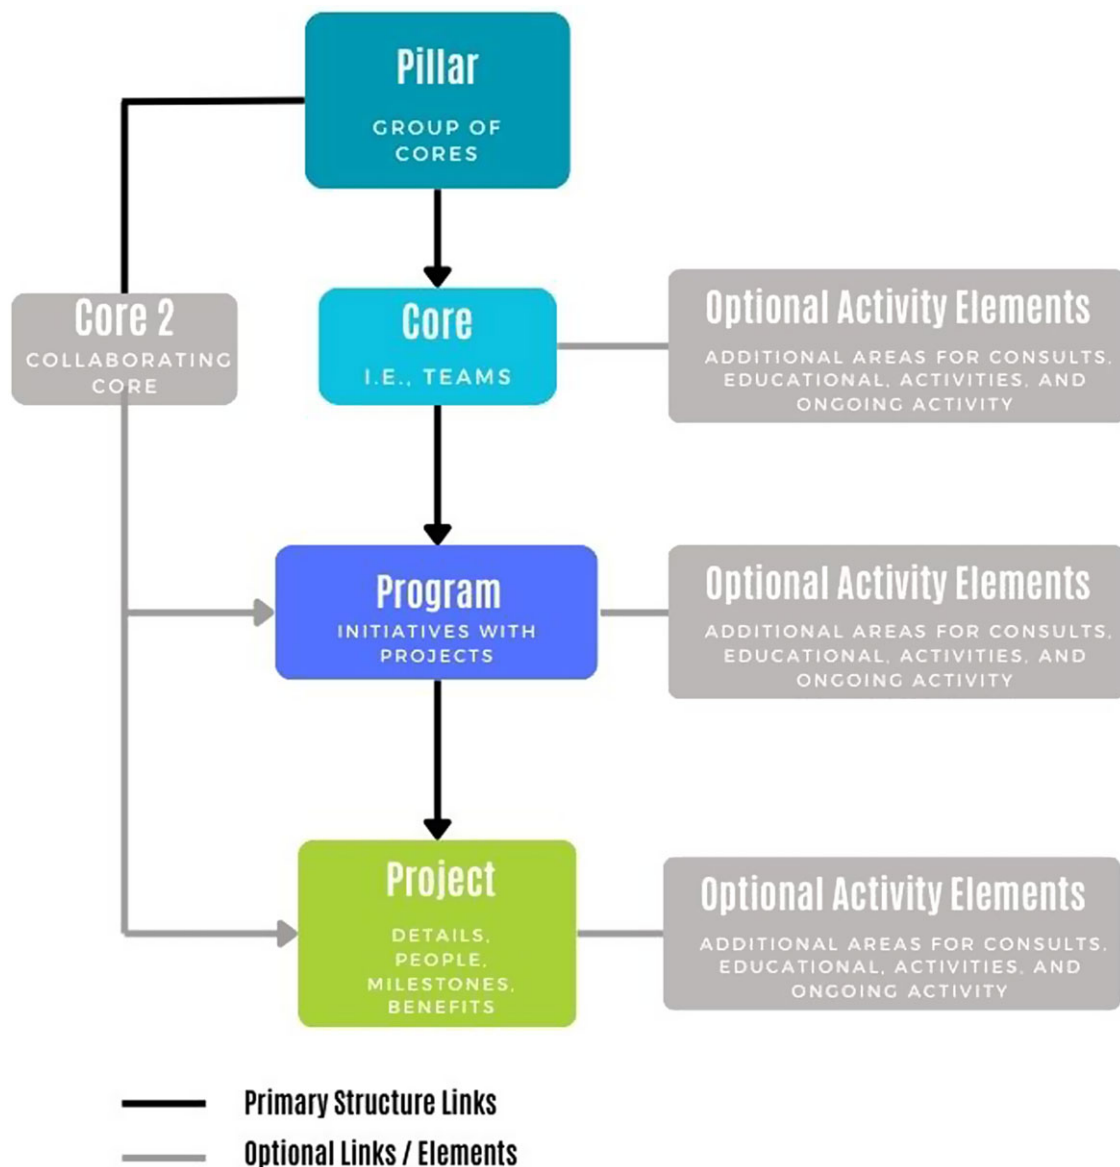 Pillar
GROUP OF
CORES
Core 2
COLLABORATING
CORE
Core
I.E., TEAMS
Optional Activity Elements
ADDITIONAL AREAS FOR CONSULTS,
EDUCATIONAL, ACTIVITIES, AND
ONGOING ACTIVITY
Program
INITIATIVES WITH
PROJECTS
Optional Activity Elements
ADDITIONAL AREAS FOR CONSULTS,
EDUCATIONAL, ACTIVITIES, AND
ONGOING ACTIVITY
Project
DETAILS,
PEOPLE,
MILESTONES,
BENEFITS
Optional Activity Elements
ADDITIONAL AREAS FOR CONSULTS,
EDUCATIONAL, ACTIVITIES, AND
ONGOING ACTIVITY
Primary Structure Links
Optional Links / Elements